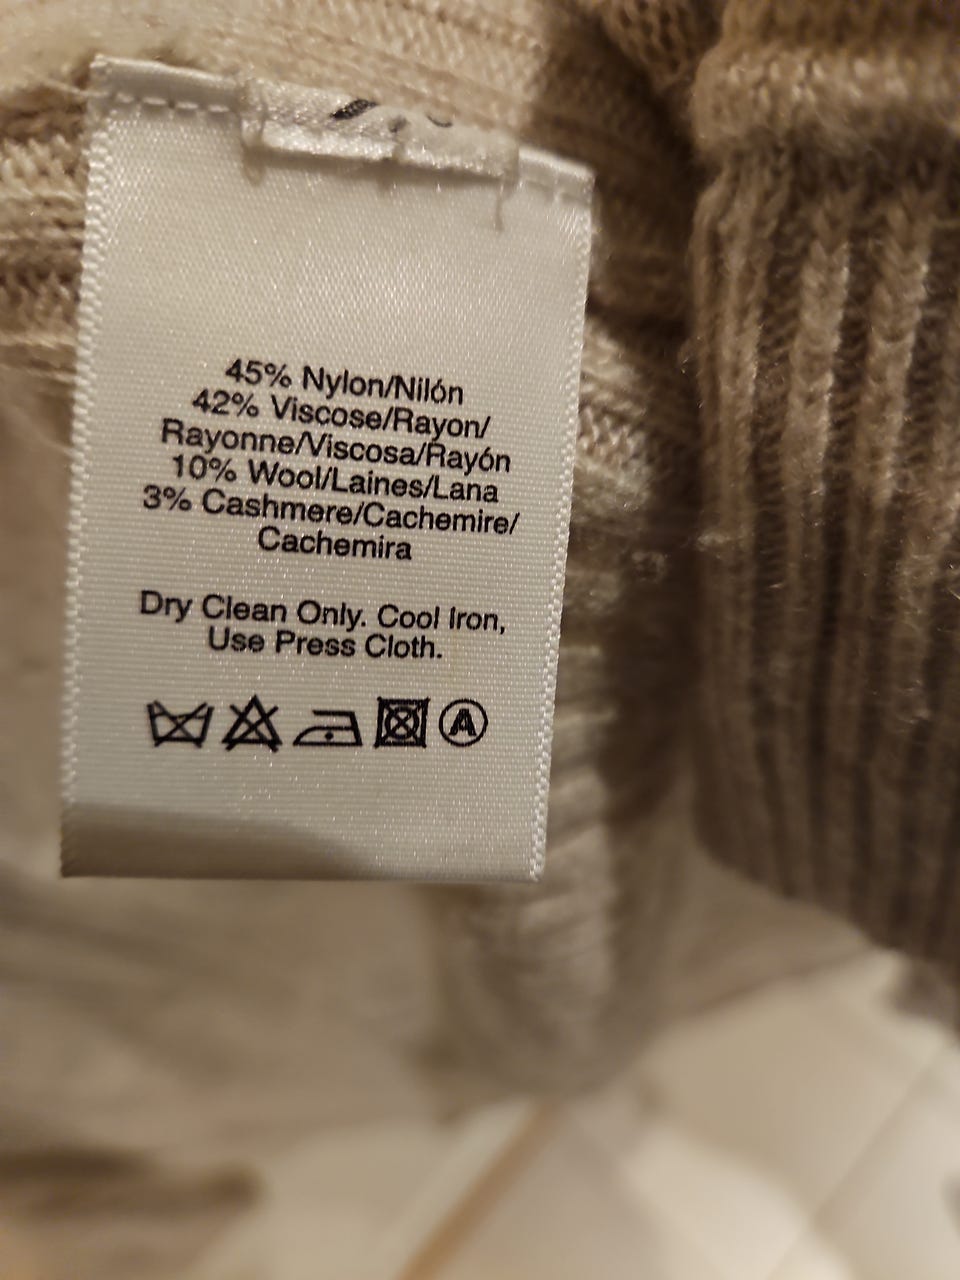 45% Nylon/Nilón
42% Viscose/Rayon/
Rayonne/Viscosa/Rayón
10% Wool/Laines/Lana
3% Cashmere/Cachemire/
Cachemira
Dry Clean Only. Cool Iron,
Use Press Cloth.
A